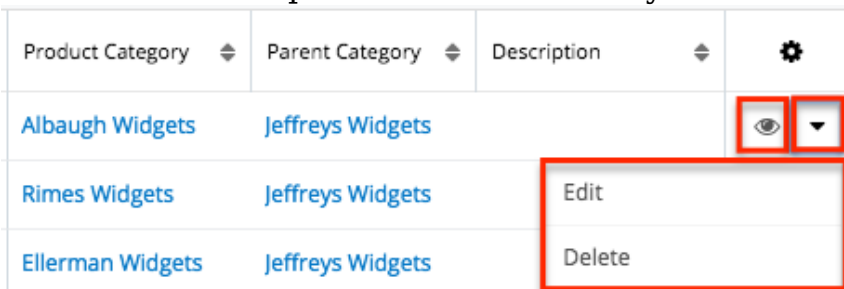 Product Category Parent Category Description
Albaugh Widgets Jeffreys Widgets
Rimes Widgets Jeffreys Widgets Edit
Ellerman Widgets Jeffreys Widgets Delete